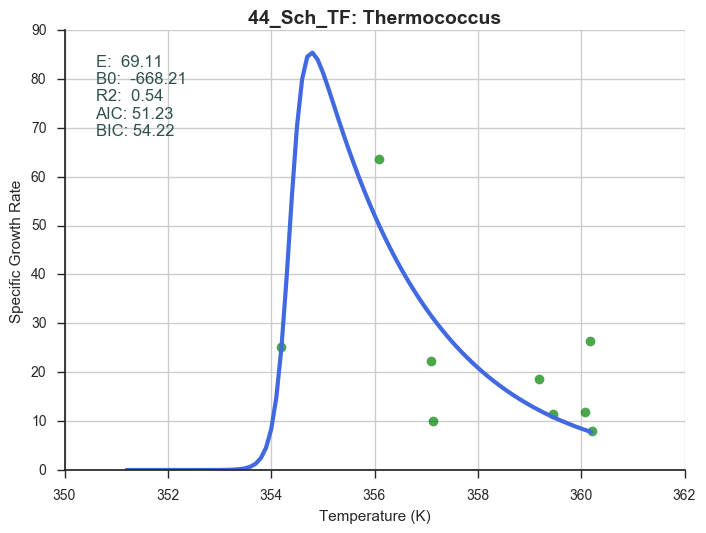 44_Sch_TF: Thermococcus
E:  69.11
B0:  -668.21
R2:  0.54
AIC: 51.23
BIC: 54.22
Specific Growth Rate
90
80
70
60
50
40
30
20
10
0
350 352 354 356 358 360 362
Temperature (K)